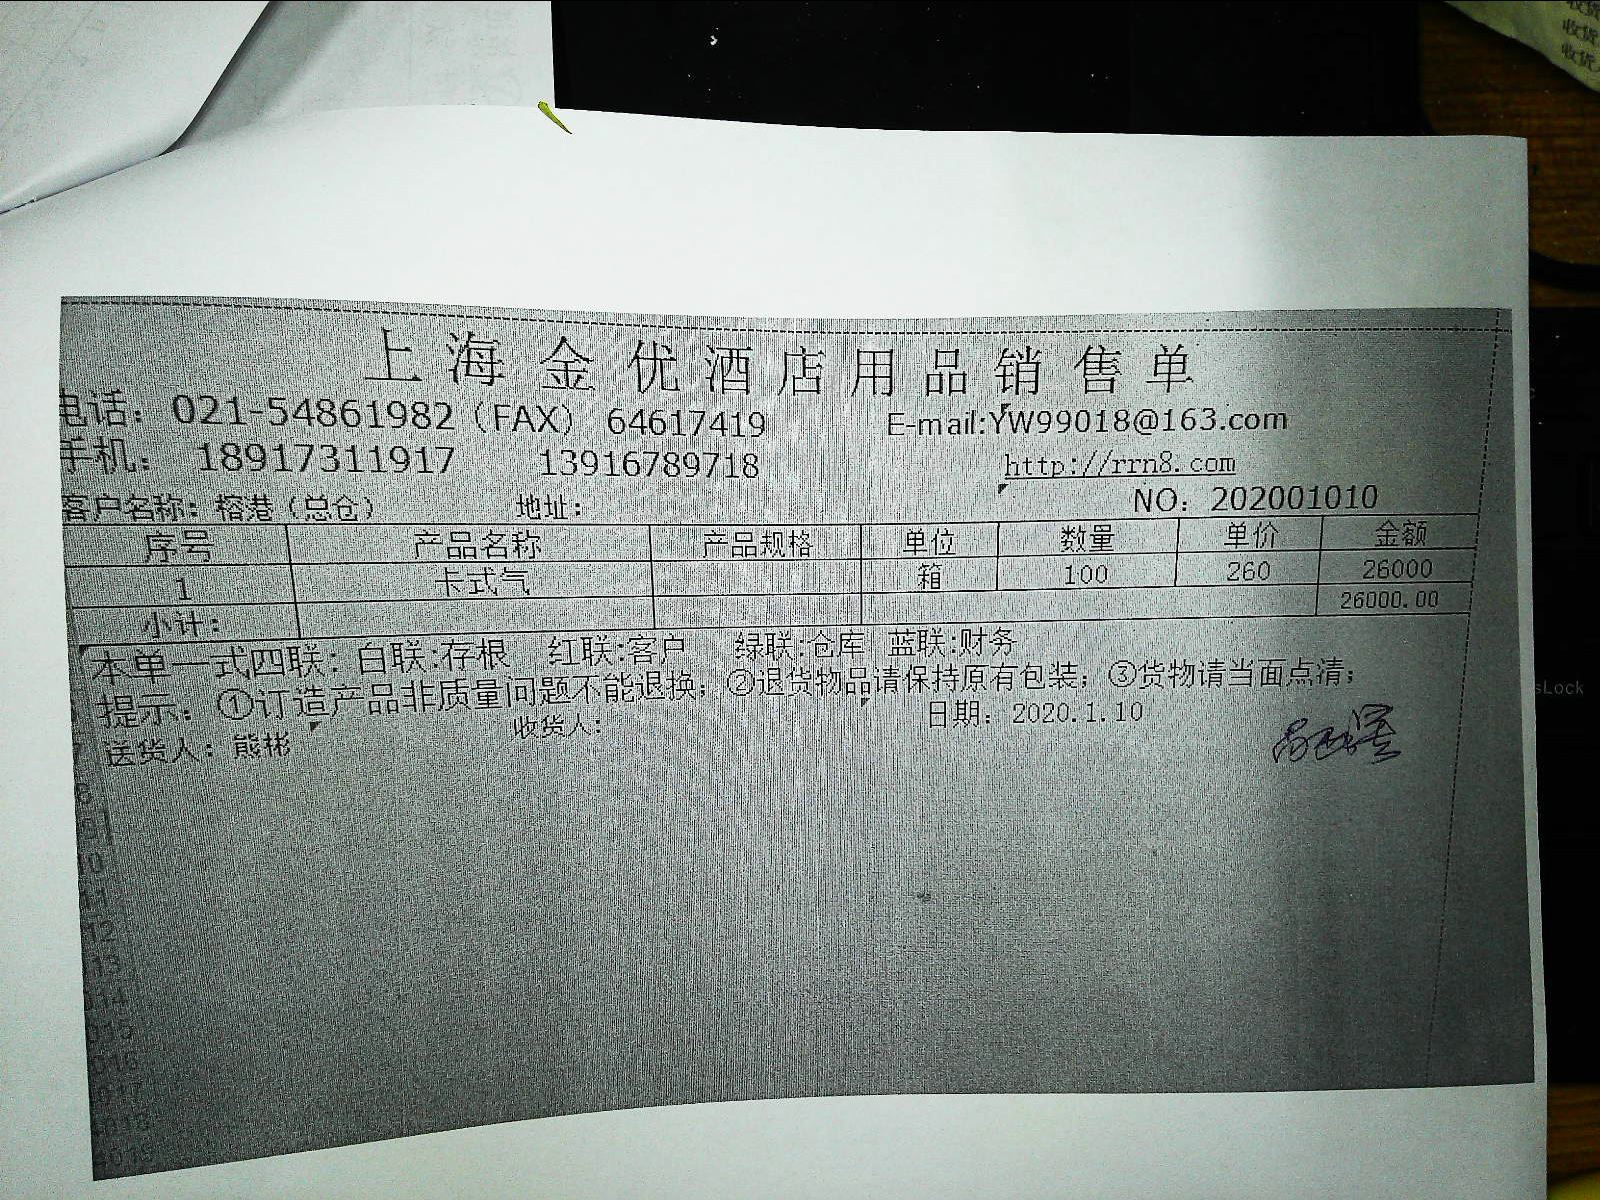 上海金优酒店用品销售单
电话：021-54861982（FAX） 64617419 E-mail:YW99018@163.com
手机： 18917311917 13916789718 http://rrn8.com
客户名称：榕港（总仓） 地址： NO：202001010
序号 产品名称 产品规格 单位 数量 单价 金额
1 卡式气 箱 100 260 26000
小计： 26000.00
本单一式四联：白联:存根 红联:客户 绿联:仓库 蓝联:财务
提示：①订造产品非质量问题不能退换；②退货物品请保持原有包装；③货物请当面点清；
送货人：熊彬 收货人: 日期：2020.1.10
收货
收货
sLock